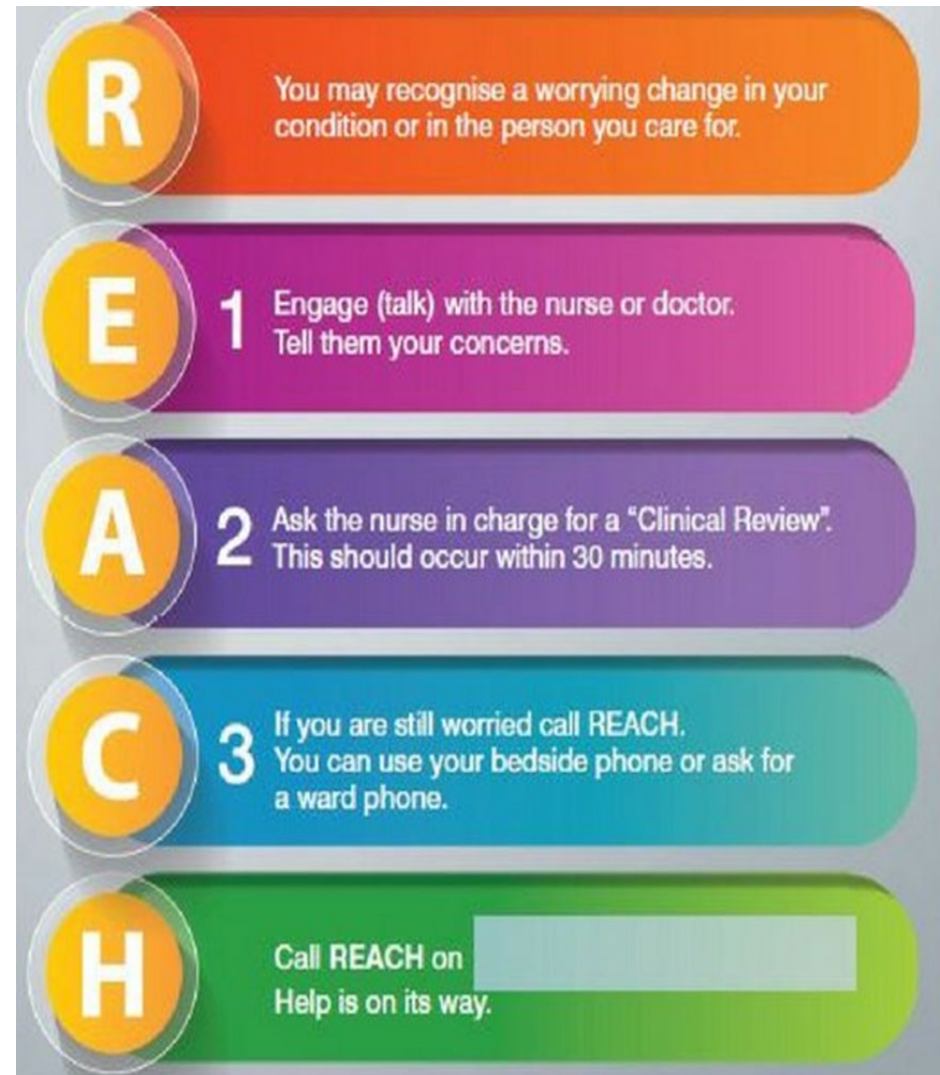 R
You may recognise a worrying change in your
condition or in the person you care for.
E
1
Engage (talk) with the nurse or doctor.
Tell them your concerns.
A
2
Ask the nurse in charge for a “Clinical Review”.
This should occur within 30 minutes.
C
3
If you are still worried call REACH.
You can use your bedside phone or ask for
a ward phone.
H
Call REACH on
Help is on its way.